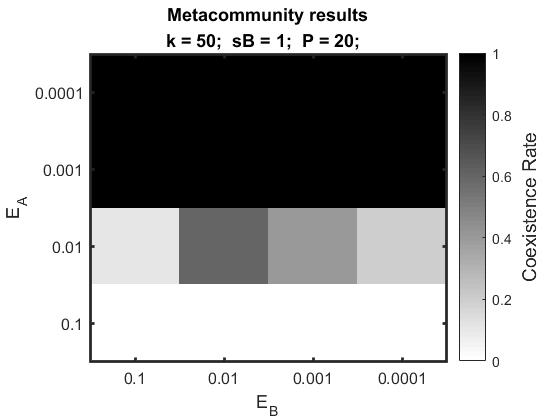 Metacommunity results
k = 50;  sB = 1;  P = 20;
0.0001
0.001
0.01
0.1
E_A
0.1
0.01
0.001
0.0001
E_B
1
0.8
0.6
0.4
0.2
0
Coexistence Rate